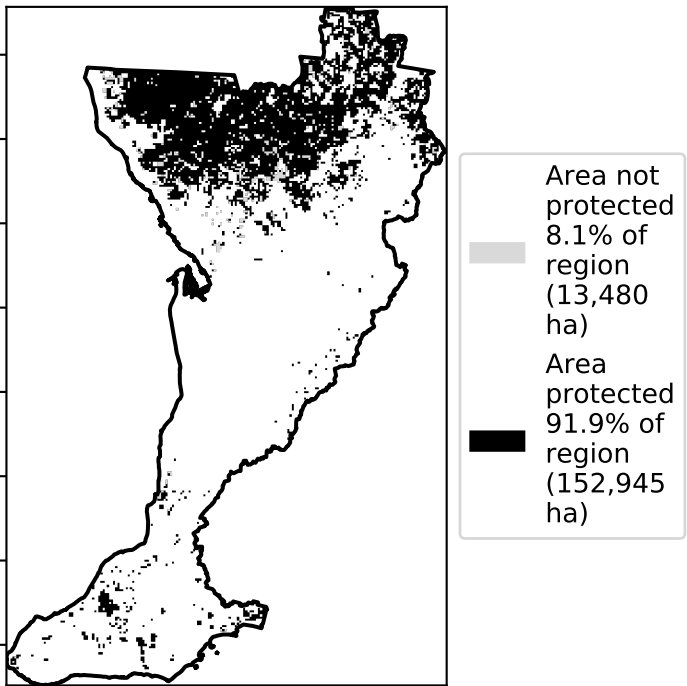 Area not
protected
8.1% of
region
(13,480
ha)
Area
protected
91.9% of
region
(152,945
ha)